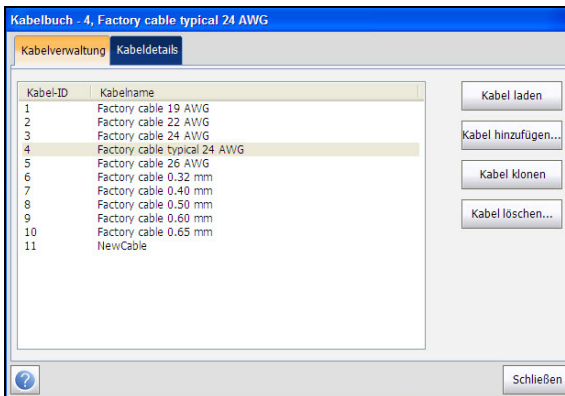 Kabelbuch - 4, Factory cable typical 24 AWG
Kabelverwaltung Kabeldetails
Kabel-ID Kabelname
1 Factory cable 19 AWG
2 Factory cable 22 AWG
3 Factory cable 24 AWG
4 Factory cable typical 24 AWG
5 Factory cable 26 AWG
6 Factory cable 0.32 mm
7 Factory cable 0.40 mm
8 Factory cable 0.50 mm
9 Factory cable 0.60 mm
10 Factory cable 0.65 mm
11 NewCable
Kabel laden
Kabel hinzufügen...
Kabel klonen
Kabel löschen...
?
Schließen